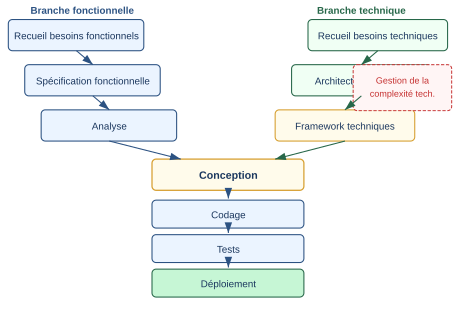 Branche fonctionnelle
Branche technique
Recueil besoins fonctionnels
Recueil besoins techniques
Spécification fonctionnelle
Architec
Gestion de la
complexité tech.
Analyse
Framework techniques
Conception
Codage
Tests
Déploiement